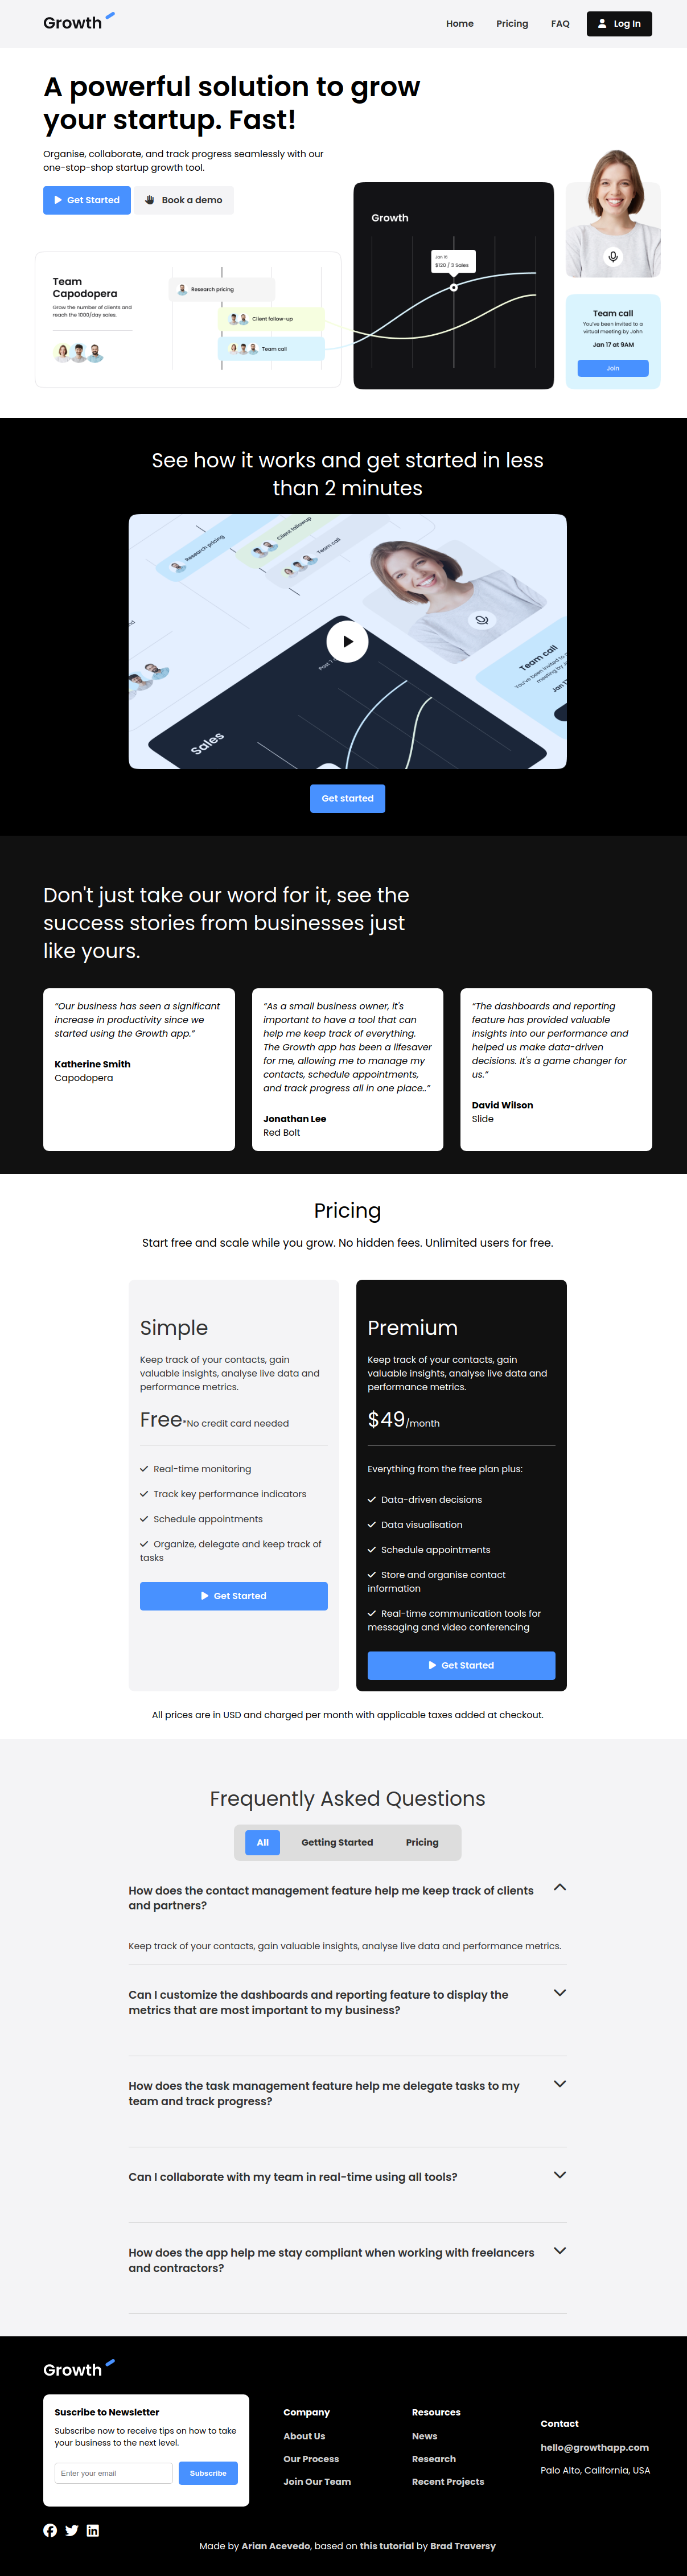 Growth
Home
Pricing
FAQ
Log In
A powerful solution to grow
your startup. Fast!
Organise, collaborate, and track progress seamlessly with our
one-stop-shop startup growth tool.
Get Started
Book a demo
Team
Capodopera
Grow the number of clients and
reach the 1000/day sales.
Research pricing
Client follow-up
Team call
Growth
$120 / 3 Sales
Team call
You've been invited to a
virtual meeting by John
Jan 17 at 9AM
Join
See how it works and get started in less
than 2 minutes
Research pricing
Client followup
Team call
Sales
Team call
You've been invited to
meeting by
Jan
Get started
Don't just take our word for it, see the
success stories from businesses just
like yours.
“Our business has seen a significant
increase in productivity since we
started using the Growth app.”
Katherine Smith
Capodopera
“As a small business owner, it's
important to have a tool that can
help me keep track of everything.
The Growth app has been a lifesaver
for me, allowing me to manage my
contacts, schedule appointments,
and track progress all in one place..”
Jonathan Lee
Red Bolt
“The dashboards and reporting
feature has provided valuable
insights into our performance and
helped us make data-driven
decisions. It's a game changer for
us.”
David Wilson
Slide
Pricing
Start free and scale while you grow. No hidden fees. Unlimited users for free.
Simple
Keep track of your contacts, gain
valuable insights, analyse live data and
performance metrics.
Free*No credit card needed
Real-time monitoring
Track key performance indicators
Schedule appointments
Organize, delegate and keep track of
tasks
Get Started
Premium
Keep track of your contacts, gain
valuable insights, analyse live data and
performance metrics.
$49/month
Everything from the free plan plus:
Data-driven decisions
Data visualisation
Schedule appointments
Store and organise contact
information
Real-time communication tools for
messaging and video conferencing
Get Started
All prices are in USD and charged per month with applicable taxes added at checkout.
Frequently Asked Questions
All
Getting Started
Pricing
How does the contact management feature help me keep track of clients
and partners?
Keep track of your contacts, gain valuable insights, analyse live data and performance metrics.
Can I customize the dashboards and reporting feature to display the
metrics that are most important to my business?
How does the task management feature help me delegate tasks to my
team and track progress?
Can I collaborate with my team in real-time using all tools?
How does the app help me stay compliant when working with freelancers
and contractors?
Growth
Suscribe to Newsletter
Subscribe now to receive tips on how to take
your business to the next level.
Enter your email
Subscribe
Company
About Us
Our Process
Join Our Team
Resources
News
Research
Recent Projects
Contact
hello@growthapp.com
Palo Alto, California, USA
Made by Arian Acevedo, based on this tutorial by Brad Traversy